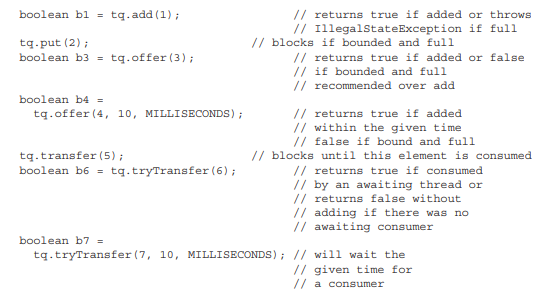 boolean b1 = tq.add(1); // returns true if added or throws
// IllegalStateException if full
tq.put(2); // blocks if bounded and full
boolean b3 = tq.offer(3); // returns true if added or false
// if bounded and full
// recommended over add
boolean b4 =
tq.offer(4, 10, MILLISECONDS); // returns true if added
// within the given time
// false if bound and full
tq.transfer(5); // blocks until this element is consumed
boolean b6 = tq.tryTransfer(6); // returns true if consumed
// by an awaiting thread or
// returns false without
// adding if there was no
// awaiting consumer
boolean b7 =
tq.tryTransfer(7, 10, MILLISECONDS); // will wait the
// given time for
// a consumer